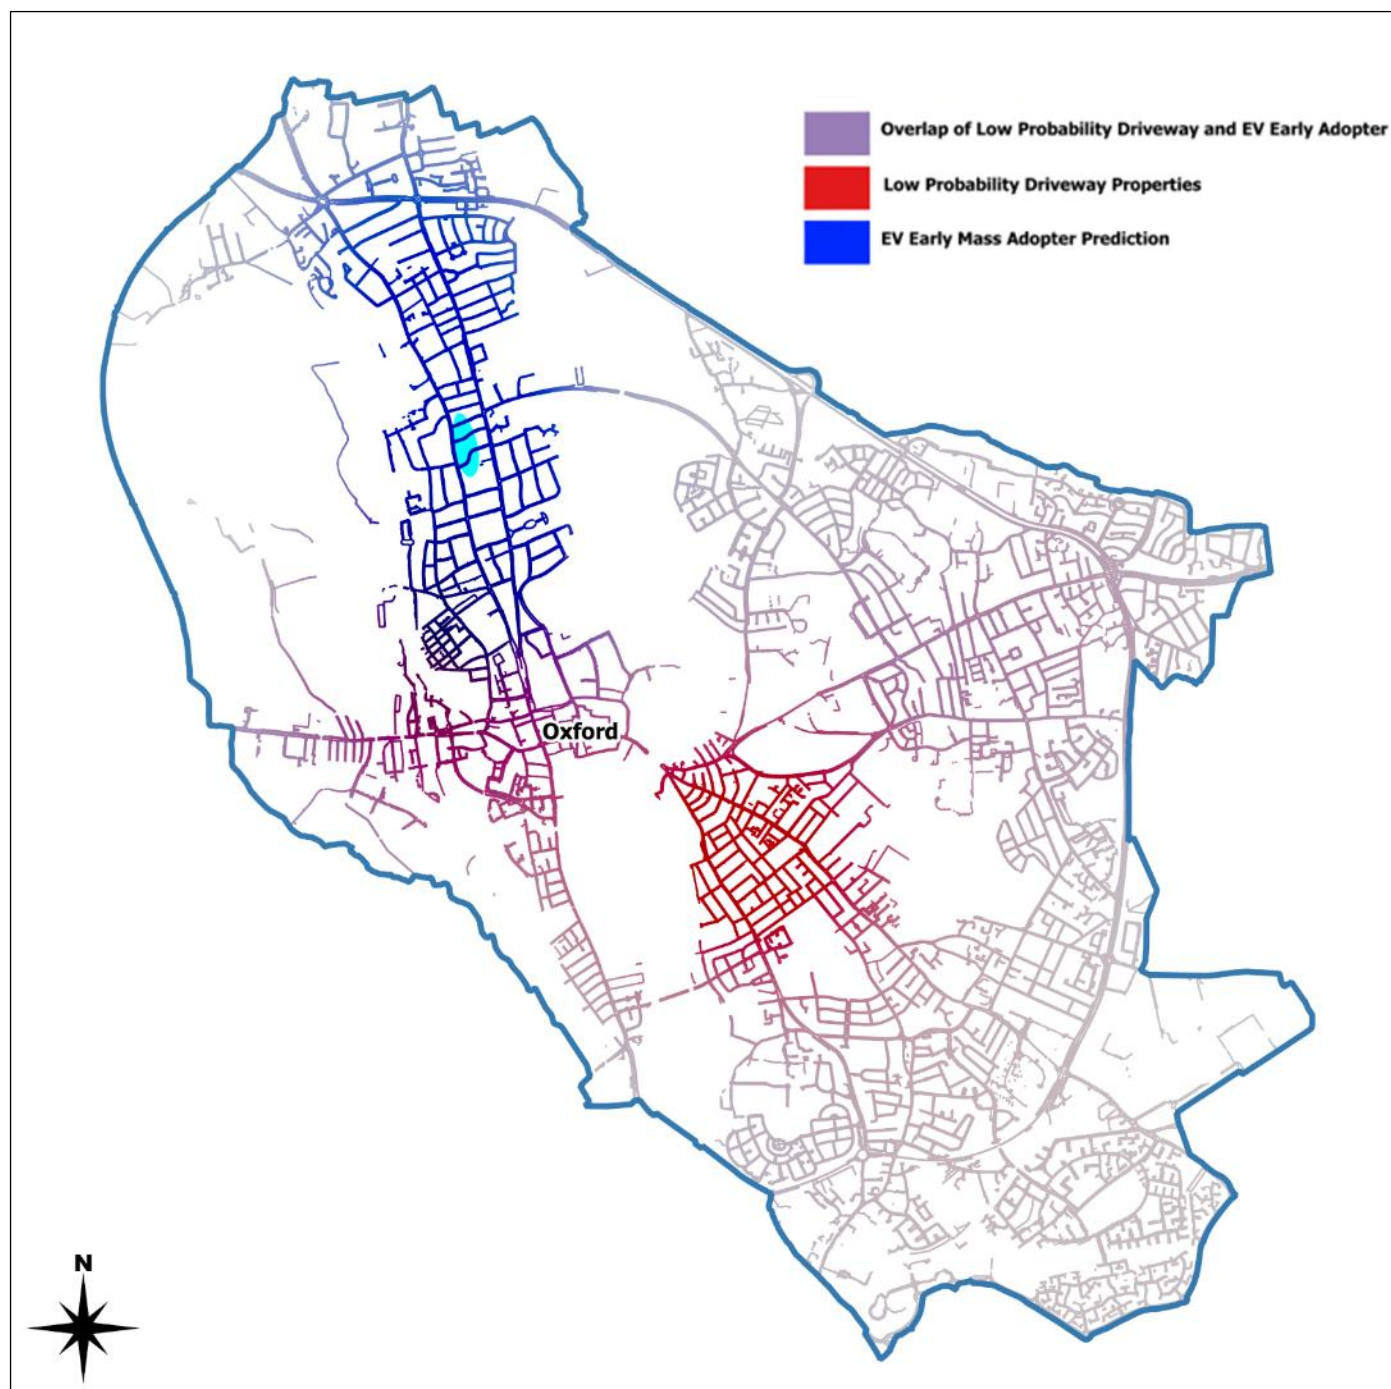 Overlap of Low Probability Driveway and EV Early Adopter
Low Probability Driveway Properties
EV Early Mass Adopter Prediction
Oxford
N